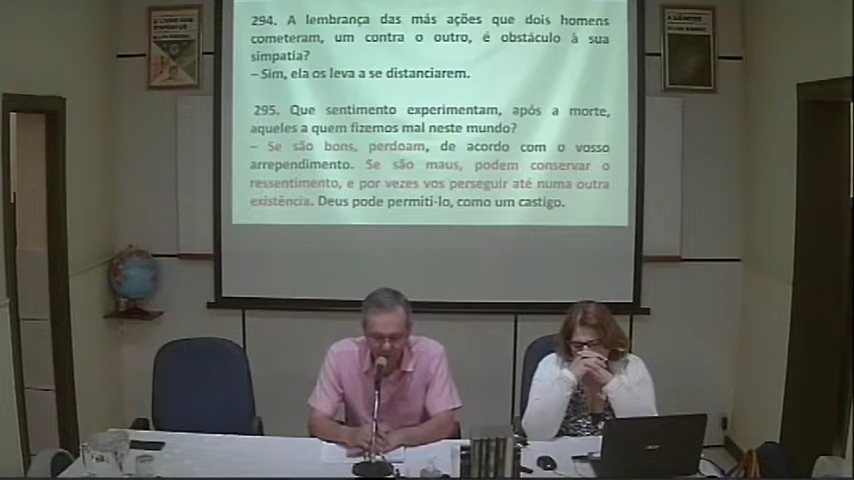 294. A lembrança das más ações que dois homens
cometeram, um contra o outro, é obstáculo à sua
simpatia?
– Sim, ela os leva a se distanciarem.
295. Que sentimento experimentam, após a morte,
aqueles a quem fizemos mal neste mundo?
– Se são bons, perdoam, de acordo com o vosso
arrependimento. Se são maus, podem conservar o
ressentimento, e por vezes vos perseguir até numa outra
existência. Deus pode permiti-lo, como um castigo.
acer